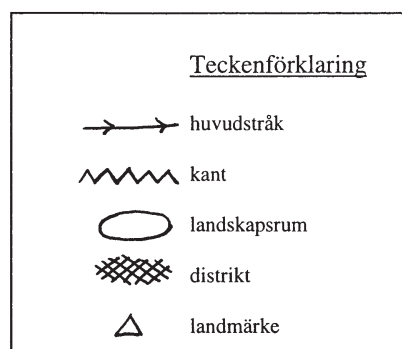 Teckenförklaring
huvudstråk
kant
landskapsrum
distrikt
landmärke